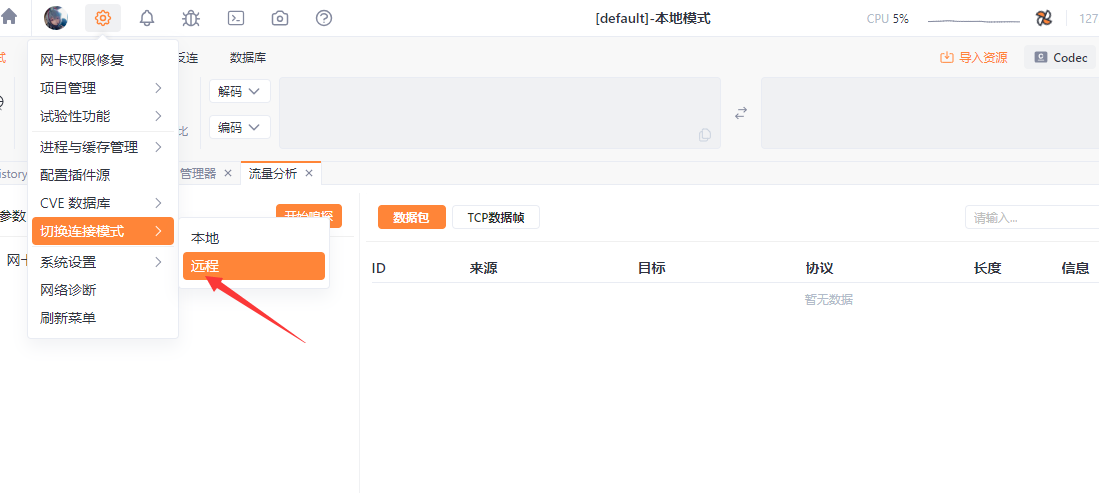 [default]-本地模式
CPU 5%
127
网卡权限修复
反连
数据库
导入资源
Codec
项目管理
解码
试验性功能
比
编码
进程与缓存管理
istory
管理器
流量分析
配置插件源
CVE 数据库
参数
开始嗅探
数据包
TCP数据帧
请输入...
切换连接模式
本地
网卡
系统设置
远程
ID
来源
目标
协议
长度
信息
网络诊断
暂无数据
刷新菜单